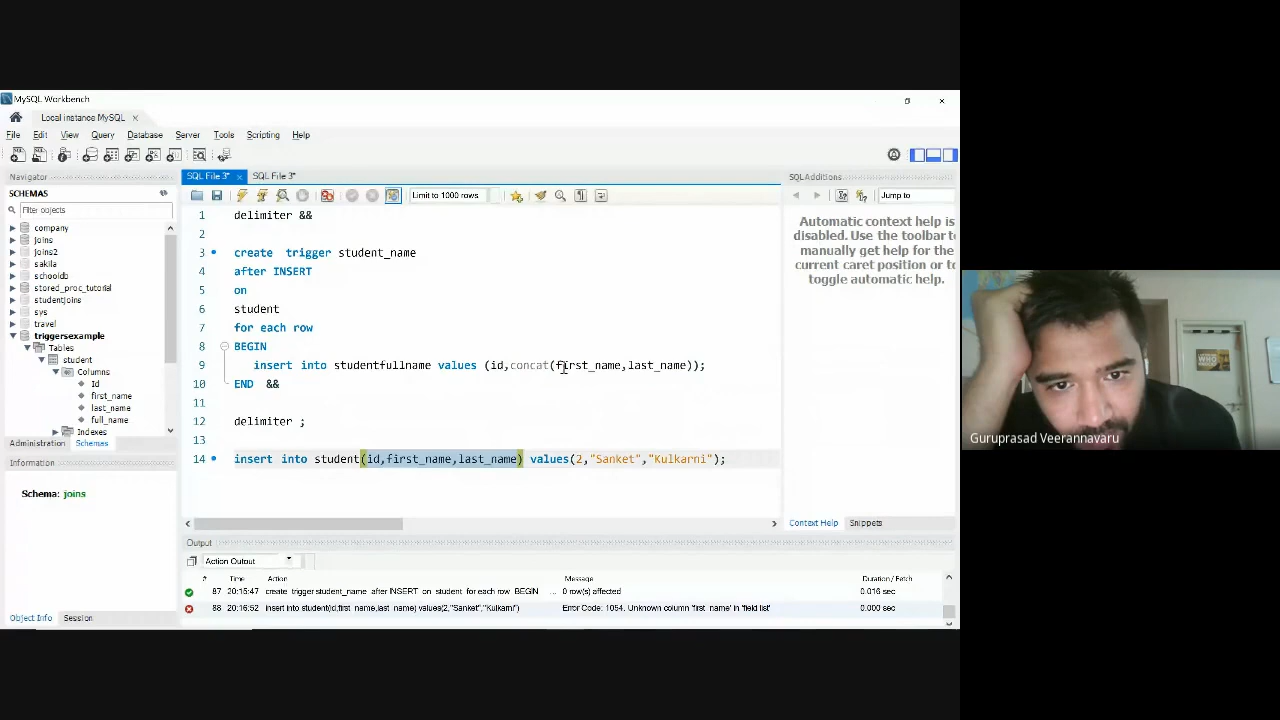 MySQL Workbench
Local instance MySQL
File Edit View Query Database Server Tools Scripting Help
Navigator
SCHEMAS
Filter objects
company
joins
joins2
sakila
schooldb
stored_proc_tutorial
studentjoins
sys
travel
triggersexample
Tables
student
Columns
Id
first_name
last_name
full_name
Indexes
Administration Schemas
Information
Schema: joins
Object Info Session
SQL File 3* SQL File 3*
Limit to 1000 rows
1 delimiter &&
2
3 create trigger student_name
4 after INSERT
5 on
6 student
7 for each row
8 BEGIN
9 insert into studentfullname values (id,concat(first_name,last_name));
10 END &&
11
12 delimiter ;
13
14 insert into student(id,first_name,last_name) values(2,"Sanket","Kulkarni");
Output
Action Output
# Time Action Message Duration / Fetch
87 20:15:47 create trigger student_name after INSERT on student for each row BEGIN ... 0 row(s) affected 0.016 sec
88 20:16:52 insert into student(id,first_name,last_name) values(2,"Sanket","Kulkarni") Error Code: 1054. Unknown column 'first_name' in 'field list' 0.000 sec
SQLAdditions
Jump to
Automatic context help is
disabled. Use the toolbar to
manually get help for the
current caret position or to
toggle automatic help.
Context Help Snippets
Guruprasad Veerannavaru